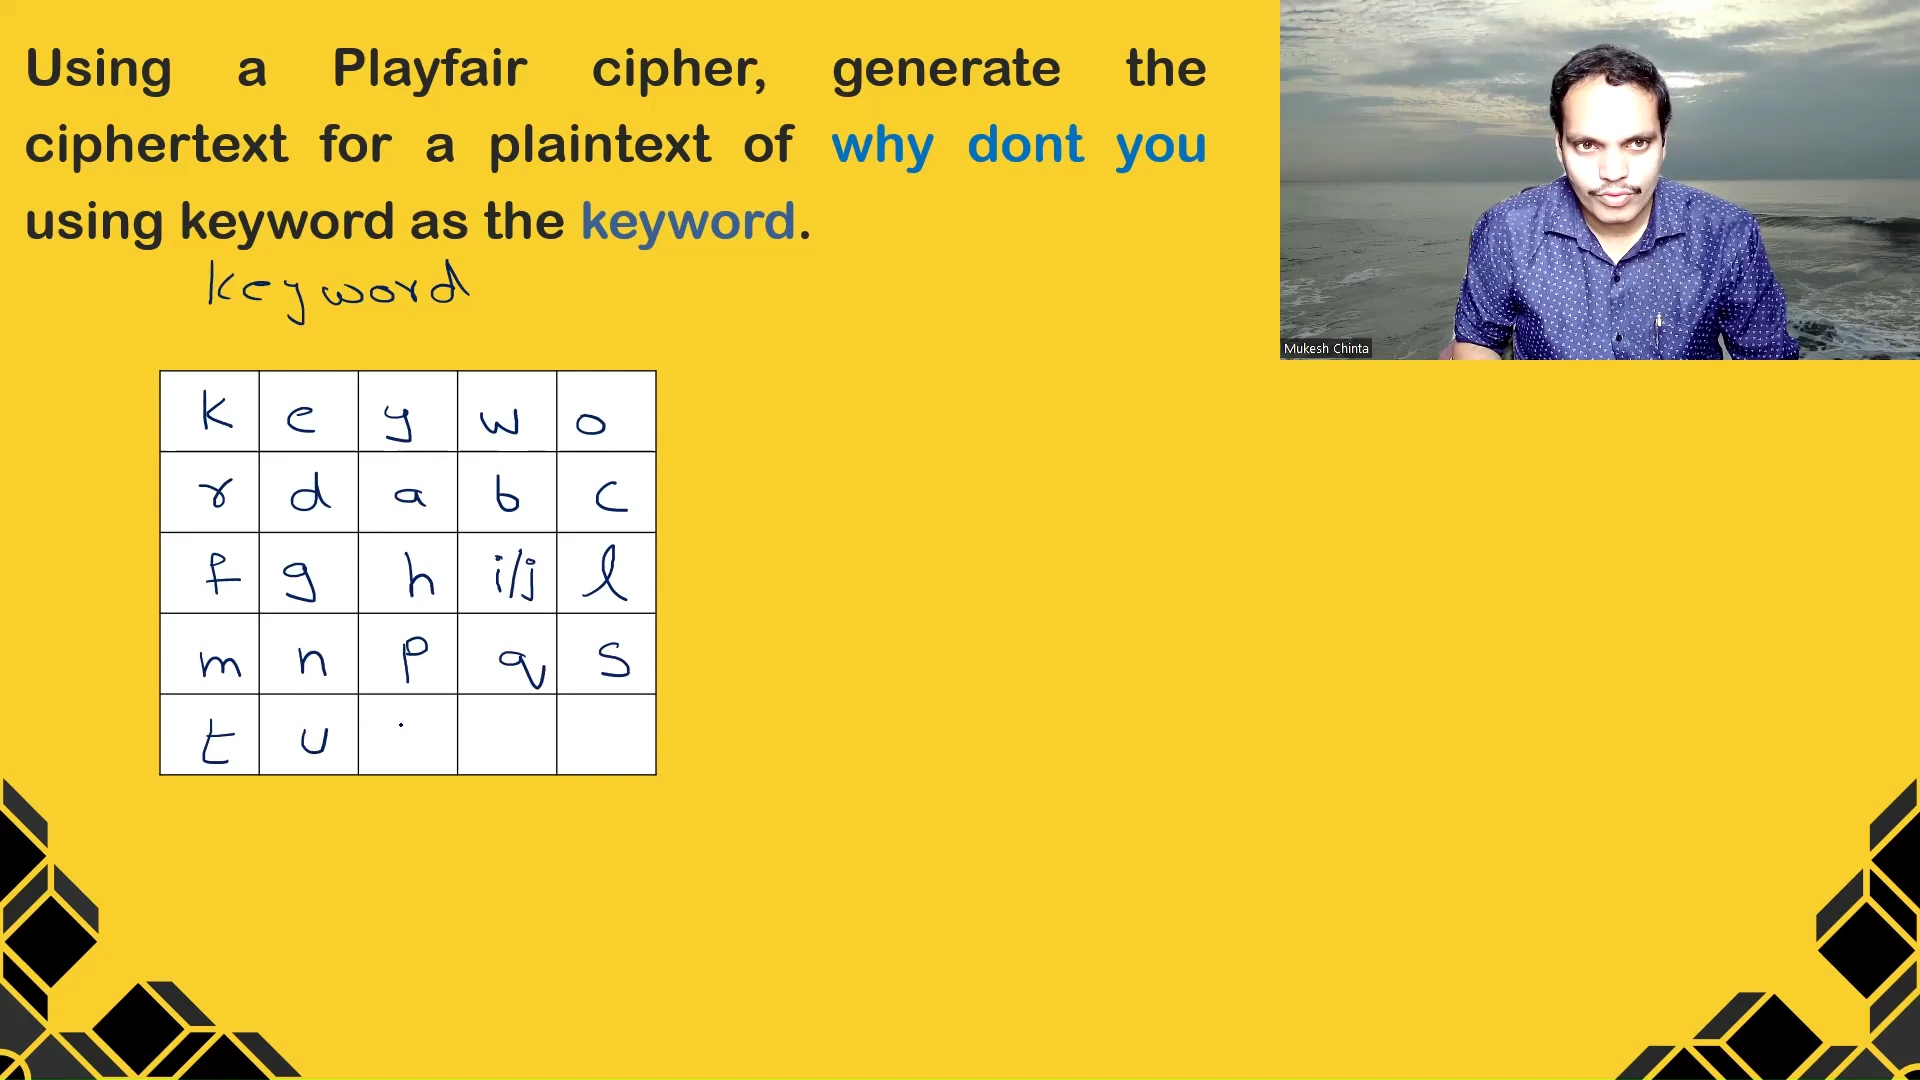 Using a Playfair cipher, generate the
ciphertext for a plaintext of why dont you
using keyword as the keyword.
keyword
Mukesh Chinta
k e y w o
r d a b c
f g h i/j l
m n p q s
t u